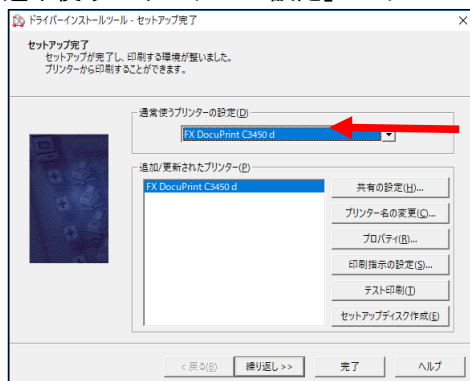 ドライバーインストールツール - セットアップ完了
セットアップ完了
セットアップが完了し、印刷する環境が整いました。
プリンターから印刷することができます。
通常使うプリンターの設定(D)
FX DocuPrint C3450 d
追加/更新されたプリンター(P)
FX DocuPrint C3450 d
共有の設定(H)...
プリンター名の変更(C)...
プロパティ(R)...
印刷指示の設定(S)...
テスト印刷(T)
セットアップディスク作成(E)
< 戻る(B)
繰り返し >>
完了
ヘルプ